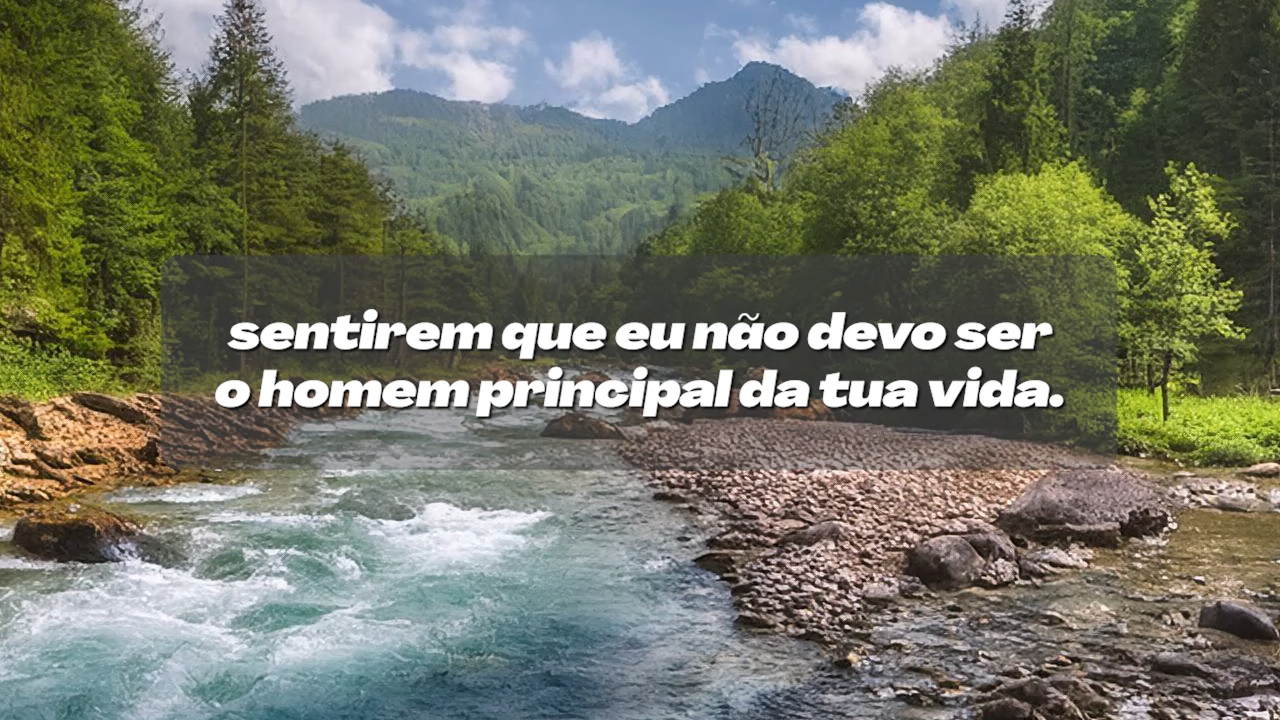 sentirem que eu não devo ser
o homem principal da tua vida.